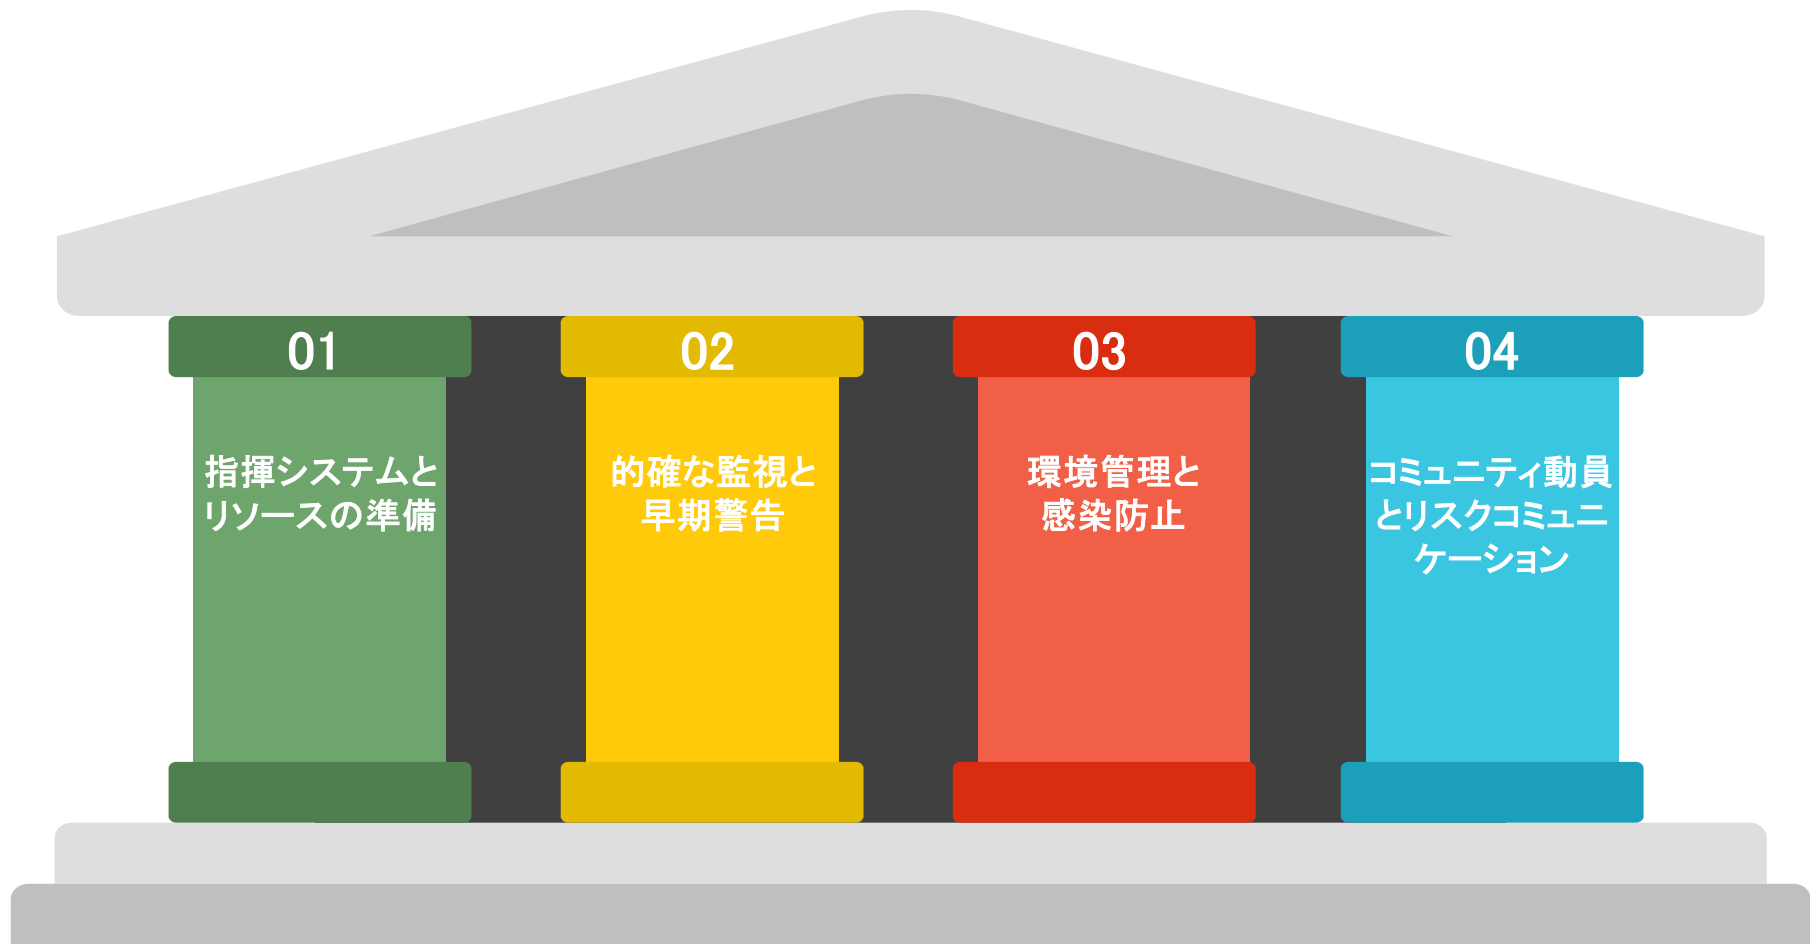 01
指揮システムと
リソースの準備
02
的確な監視と
早期警告
03
環境管理と
感染防止
04
コミュニティ動員
とリスクコミュニ
ケーション